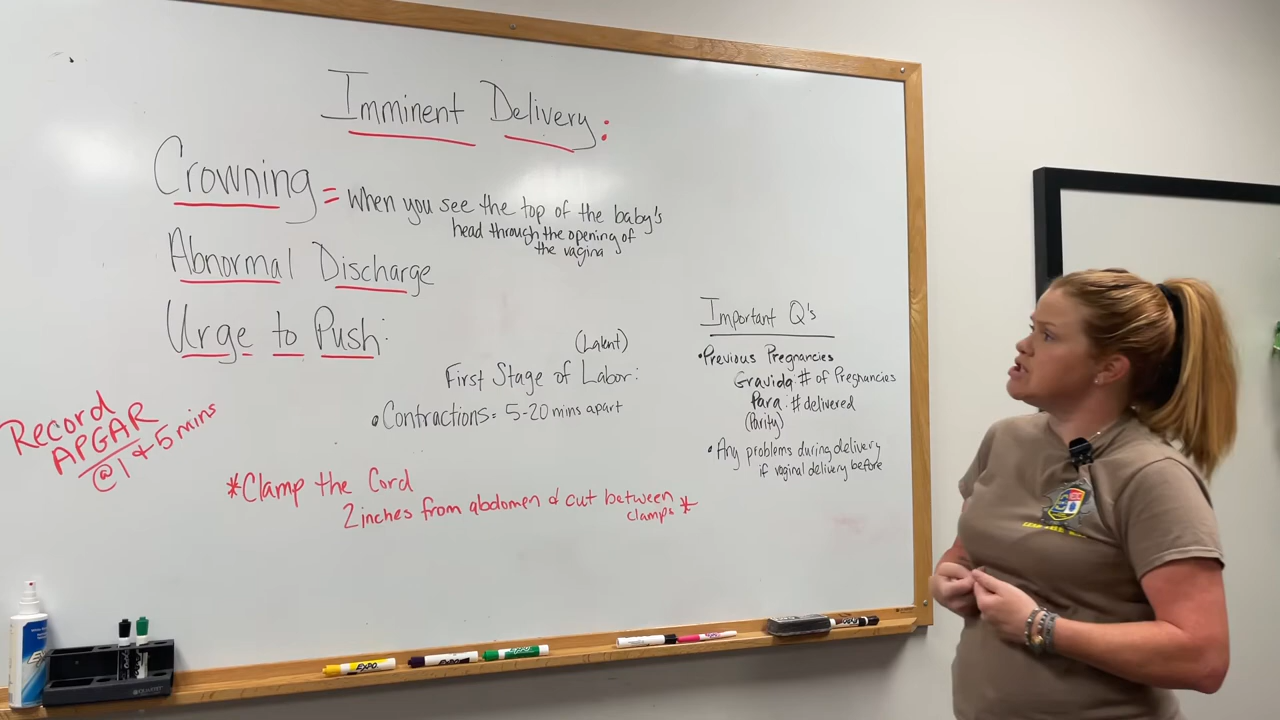 Imminent Delivery:
Crowning = when you see the top of the baby's
head through the opening of
the vagina
Abnormal Discharge
Urge to Push:
(Latent)
First Stage of Labor:
• Contractions = 5-20 mins apart
Important Q's
• Previous Pregnancies
Gravida: # of Pregnancies
Para: # delivered
(Parity)
• Any problems during delivery
if vaginal delivery before
Record
APGAR
@ 1 & 5 mins
*Clamp the Cord
2 inches from abdomen & cut between
clamps *
EXPO
EXPO
EXPO
EXPO
QUARTET